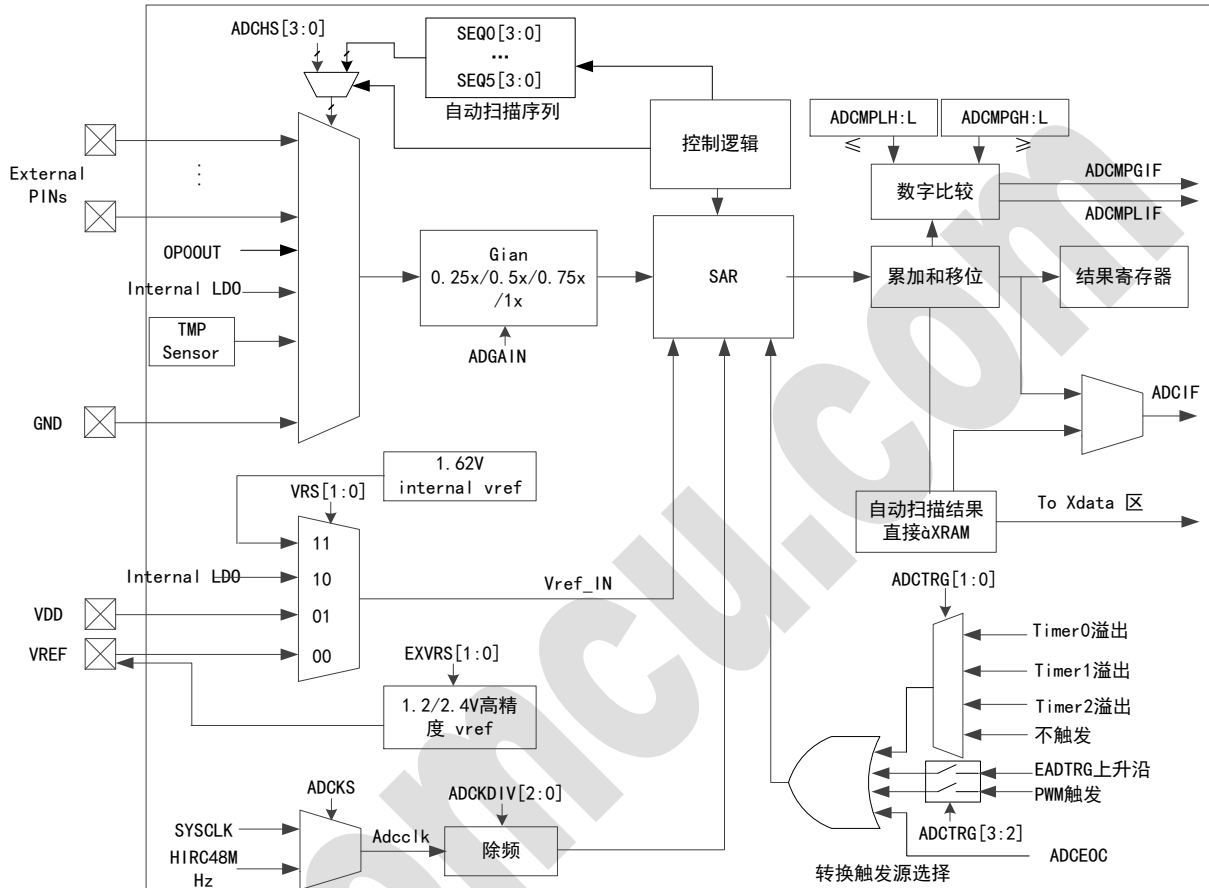 ADCHS[3:0]
SEQ0[3:0]
...
SEQ5[3:0]
自动扫描序列
控制逻辑
ADCMPLH:L
ADCMPGH:L
≤
≥
数字比较
ADCMPGIF
ADCMPLIF
External
PINs
...
OPOOUT
Internal LDO
TMP
Sensor
GND
Gian
0.25x/0.5x/0.75x
/1x
ADGAIN
SAR
累加和移位
结果寄存器
ADCIF
自动扫描结果
直接àXRAM
To Xdata 区
1.62V
internal vref
VRS[1:0]
11
Internal LDO
10
VDD
01
VREF
00
Vref_IN
EXVRS[1:0]
1.2/2.4V高精
度 vref
ADCTRG[1:0]
Timer0溢出
Timer1溢出
Timer2溢出
不触发
EADTRG上升沿
PWM触发
ADCTRG[3:2]
ADCEOC
转换触发源选择
ADCKS
ADCKDIV[2:0]
SYSCLK
HIRC48M
Hz
Adcclk
除频
mcu.com